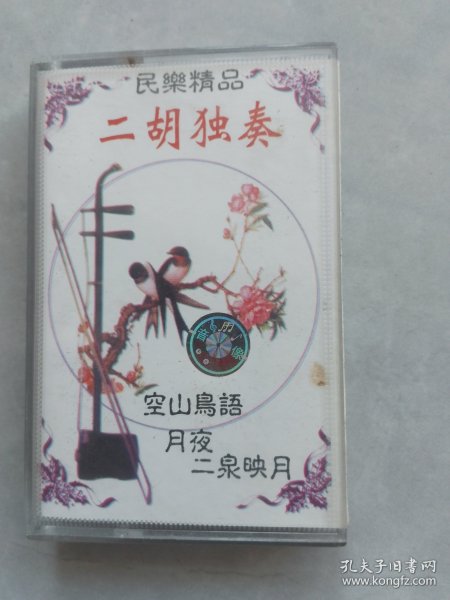 民樂精品
二胡独奏
空山鳥語
月夜
二泉映月
孔夫子旧书网
www.kongfz.com